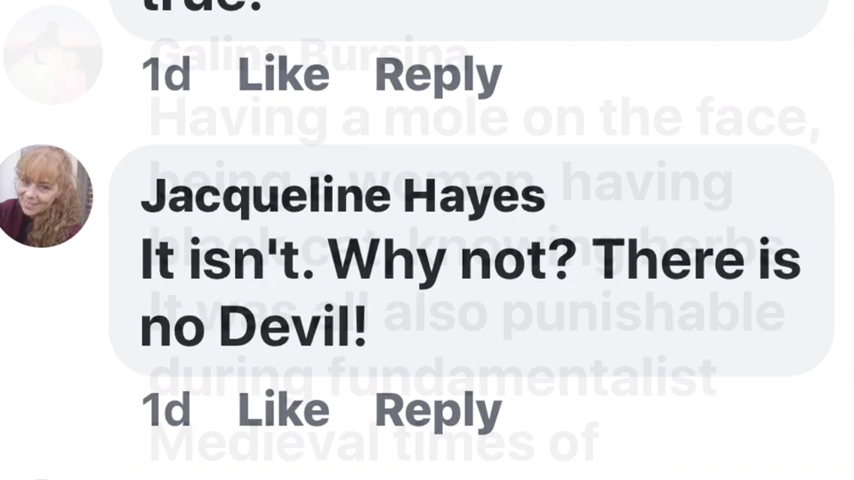 true.
Galina Bursina
1d Like Reply
Having a mole on the face,
being a woman, having
Jacqueline Hayes
black cat, knowing herbs
It isn't. Why not? There is
It was all also punishable
no Devil!
during fundamentalist
1d Like Reply
Medieval times of